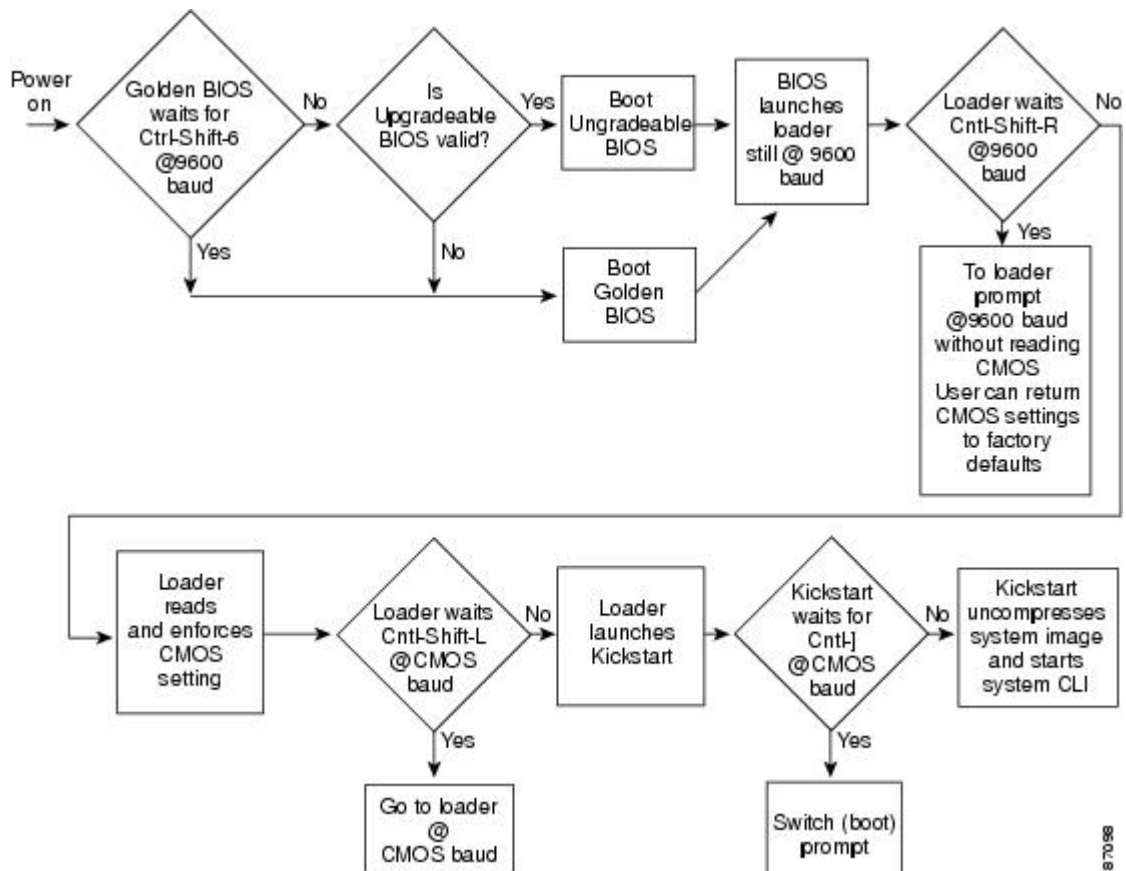 Power
on
Golden BIOS
waits for
Ctrl-Shift-6
@9600
baud
No
Yes
Is
Upgradeable
BIOS valid?
Yes
No
Boot
Ungradeable
BIOS
Boot
Golden
BIOS
BIOS
launches
loader
still @ 9600
baud
Loader waits
Cntl-Shift-R
@9600
baud
No
Yes
To loader
prompt
@9600 baud
without reading
CMOS
User can return
CMOS settings
to factory
defaults
Loader
reads
and enforces
CMOS
setting
Loader waits
Cntl-Shift-L
@CMOS
baud
No
Yes
Go to loader
@
CMOS baud
Loader
launches
Kickstart
Kickstart
waits for
Cntl-]
@CMOS
baud
No
Yes
Switch (boot)
prompt
Kickstart
uncompresses
system image
and starts
system CLI
87098